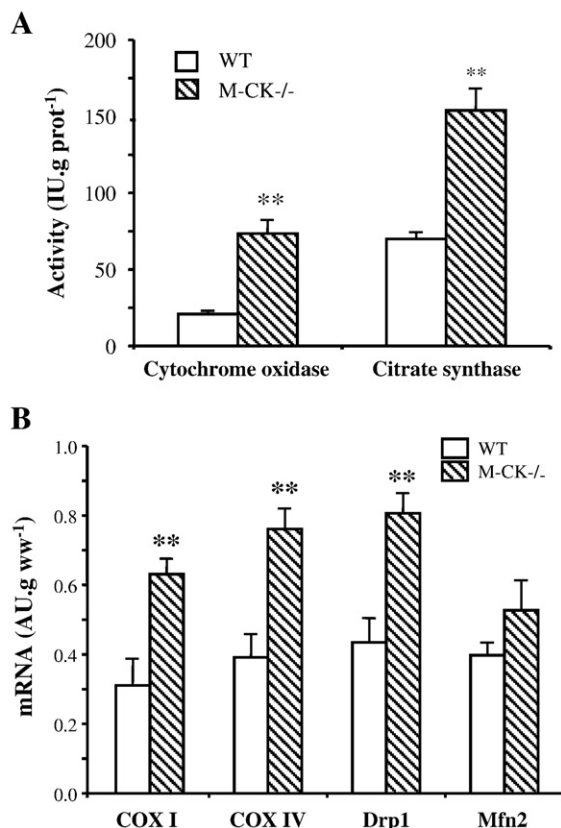 A
200
150
100
50
0
Activity (IU.g prot-1)
WT
M-CK-/-
**
**
Cytochrome oxidase
Citrate synthase
B
1.0
0.8
0.6
0.4
0.2
0.0
mRNA (AU.g ww-1)
WT
M-CK-/-
**
**
**
COX I
COX IV
Drp1
Mfn2